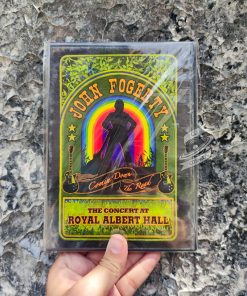 JOHN FOGERTY
Comin' Down
The Road
THE CONCERT AT
ROYAL ALBERT HALL